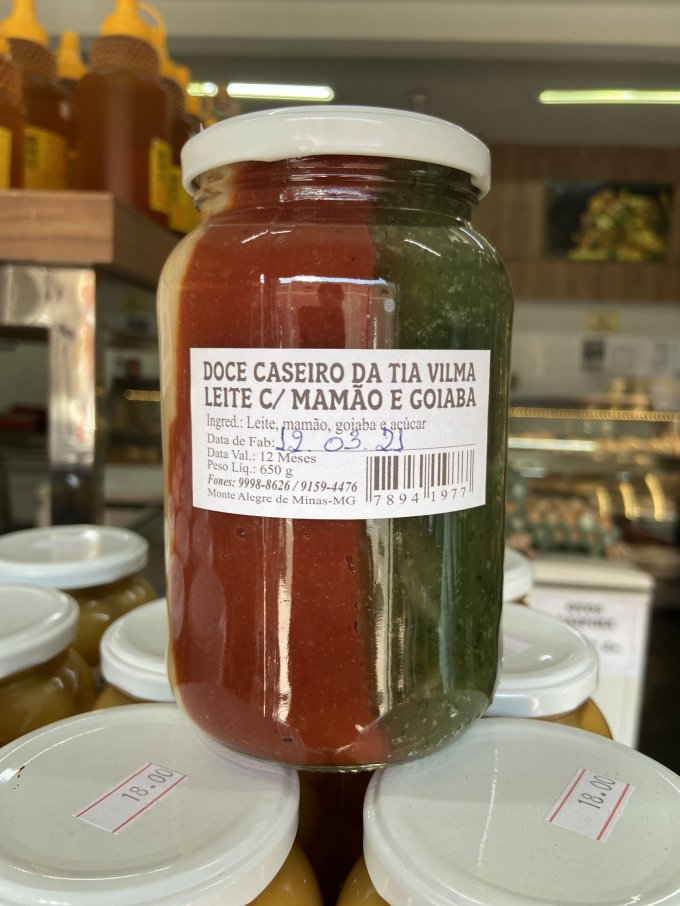 DOCE CASEIRO DA TIA VILMA
LEITE C/ MAMÃO E GOIABA
Ingred.: Leite, mamão, goiaba e açúcar
Data de Fab: 12. 03. 21
Data Val.: 12 Meses
Peso Líq.: 650 g
Fones: 9998-8626 / 9159-4476
Monte Alegre de Minas-MG
7894 1977
OVOS
18.00
18.00